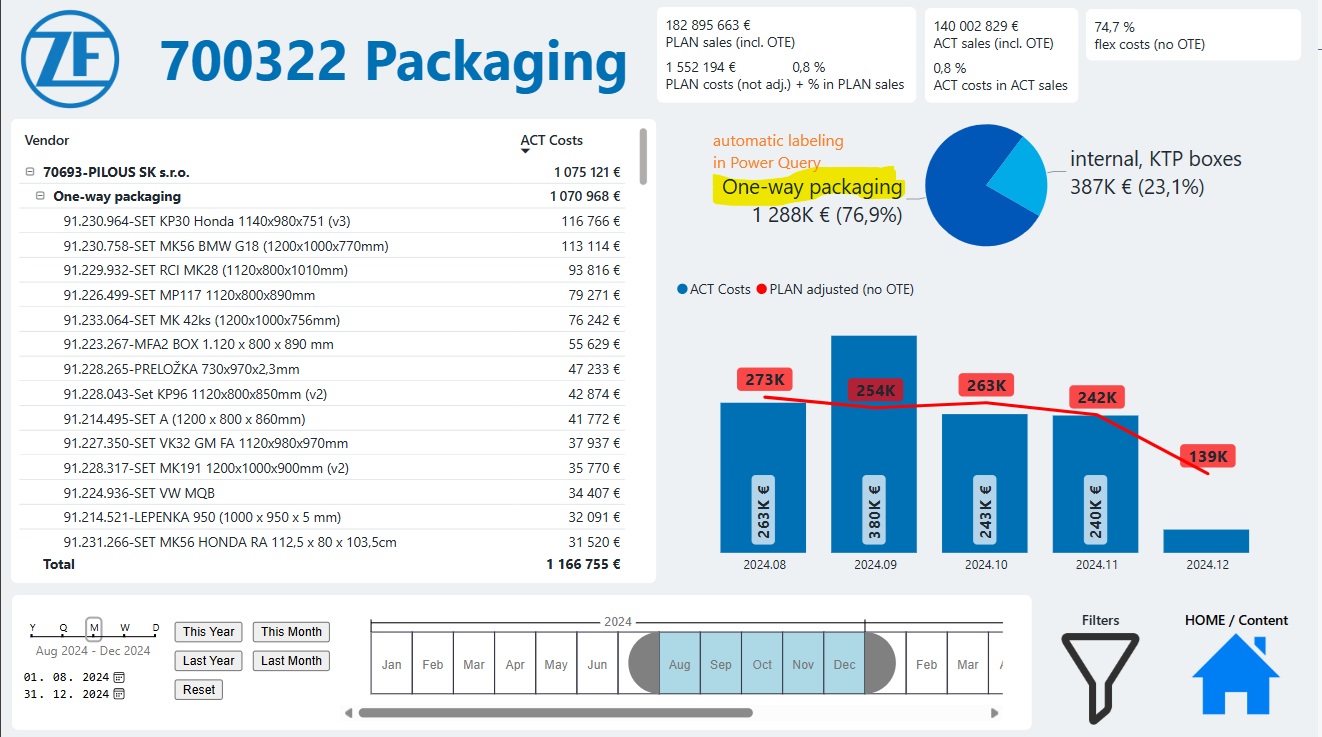 ZF
700322 Packaging
182 895 663 €
PLAN sales (incl. OTE)
1 552 194 € 0,8 %
PLAN costs (not adj.) + % in PLAN sales
140 002 829 €
ACT sales (incl. OTE)
0,8 %
ACT costs in ACT sales
74,7 %
flex costs (no OTE)
Vendor ACT Costs
70693-PILOUS SK s.r.o. 1 075 121 €
One-way packaging 1 070 968 €
91.230.964-SET KP30 Honda 1140x980x751 (v3) 116 766 €
91.230.758-SET MK56 BMW G18 (1200x1000x770mm) 113 114 €
91.229.932-SET RCI MK28 (1120x800x1010mm) 93 816 €
91.226.499-SET MP117 1120x800x890mm 79 271 €
91.233.064-SET MK 42ks (1200x1000x756mm) 76 242 €
91.223.267-MFA2 BOX 1.120 x 800 x 890 mm 55 629 €
91.228.265-PRELOŽKA 730x970x2,3mm 47 233 €
91.228.043-Set KP96 1120x800x850mm (v2) 42 874 €
91.214.495-SET A (1200 x 800 x 860mm) 41 772 €
91.227.350-SET VK32 GM FA 1120x980x970mm 37 937 €
91.228.317-SET MK191 1200x1000x900mm (v2) 35 770 €
91.224.936-SET VW MQB 34 407 €
91.214.521-LEPENKA 950 (1000 x 950 x 5 mm) 32 091 €
91.231.266-SET MK56 HONDA RA 112,5 x 80 x 103,5cm 31 520 €
Total 1 166 755 €
automatic labeling
in Power Query
One-way packaging
1 288K € (76,9%)
internal, KTP boxes
387K € (23,1%)
ACT Costs PLAN adjusted (no OTE)
273K
254K
263K
242K
139K
263K €
380K €
243K €
240K €
2024.08 2024.09 2024.10 2024.11 2024.12
Y Q M W D
Aug 2024 - Dec 2024
01. 08. 2024
31. 12. 2024
This Year This Month
Last Year Last Month
Reset
2024
Jan Feb Mar Apr May Jun Aug Sep Oct Nov Dec Feb Mar
Filters
HOME / Content